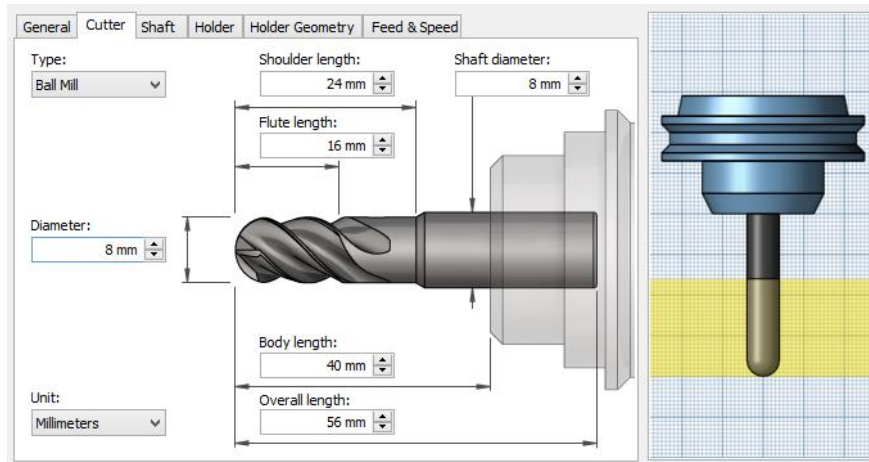 General Cutter Shaft Holder Holder Geometry Feed & Speed
Type:
Ball Mill
Shoulder length:
24 mm
Shaft diameter:
8 mm
Flute length:
16 mm
Diameter:
8 mm
Body length:
40 mm
Unit:
Millimeters
Overall length:
56 mm